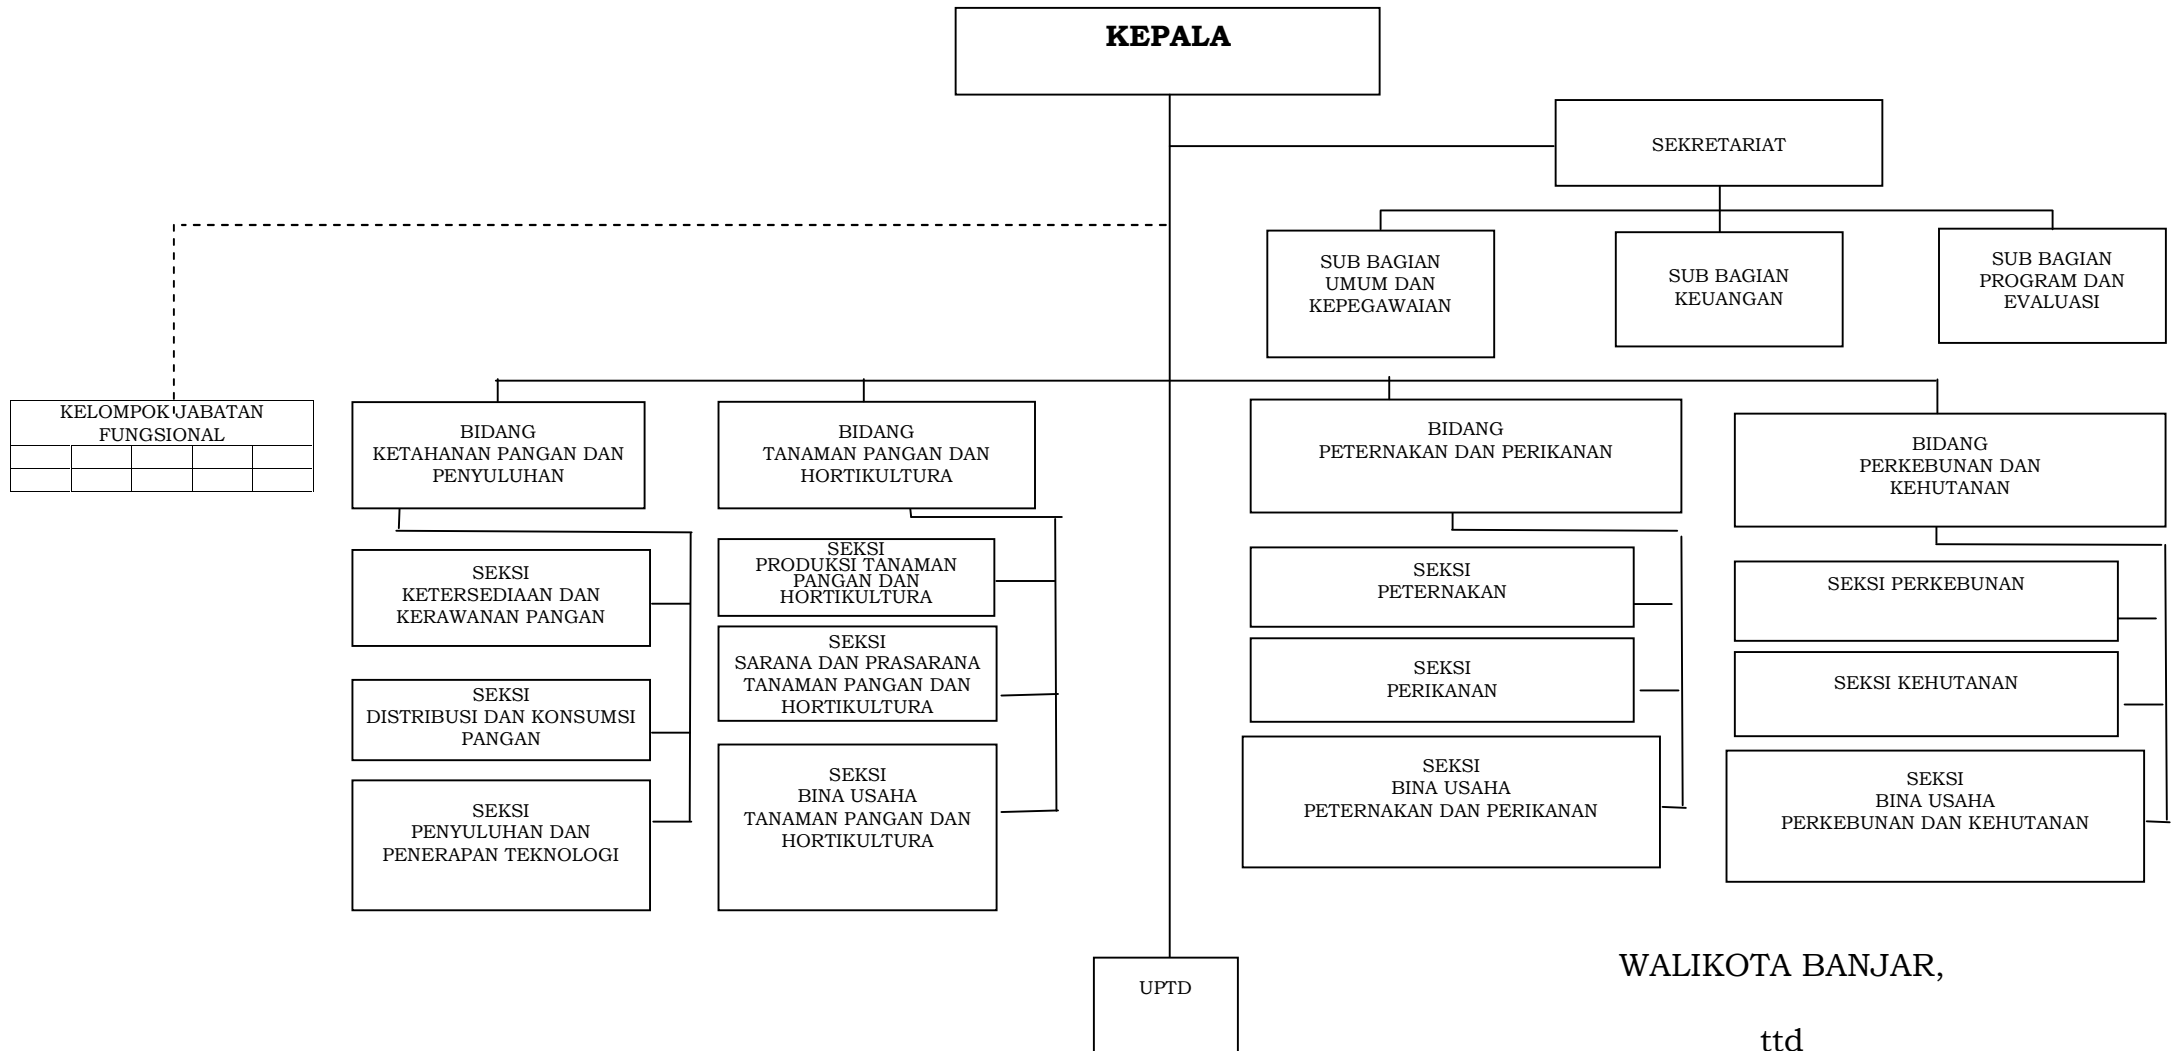 KEPALA
SEKRETARIAT
SUB BAGIAN
UMUM DAN
KEPEGAWAIAN
SUB BAGIAN
KEUANGAN
SUB BAGIAN
PROGRAM DAN
EVALUASI
KELOMPOK JABATAN
FUNGSIONAL
BIDANG
KETAHANAN PANGAN DAN
PENYULUHAN
BIDANG
TANAMAN PANGAN DAN
HORTIKULTURA
BIDANG
PETERNAKAN DAN PERIKANAN
BIDANG
PERKEBUNAN DAN
KEHUTANAN
SEKSI
KETERSEDIAAN DAN
KERAWANAN PANGAN
SEKSI
DISTRIBUSI DAN KONSUMSI
PANGAN
SEKSI
PENYULUHAN DAN
PENERAPAN TEKNOLOGI
SEKSI
PRODUKSI TANAMAN
PANGAN DAN
HORTIKULTURA
SEKSI
SARANA DAN PRASARANA
TANAMAN PANGAN DAN
HORTIKULTURA
SEKSI
BINA USAHA
TANAMAN PANGAN DAN
HORTIKULTURA
SEKSI
PETERNAKAN
SEKSI
PERIKANAN
SEKSI
BINA USAHA
PETERNAKAN DAN PERIKANAN
SEKSI PERKEBUNAN
SEKSI KEHUTANAN
SEKSI
BINA USAHA
PERKEBUNAN DAN KEHUTANAN
UPTD
WALIKOTA BANJAR,
ttd